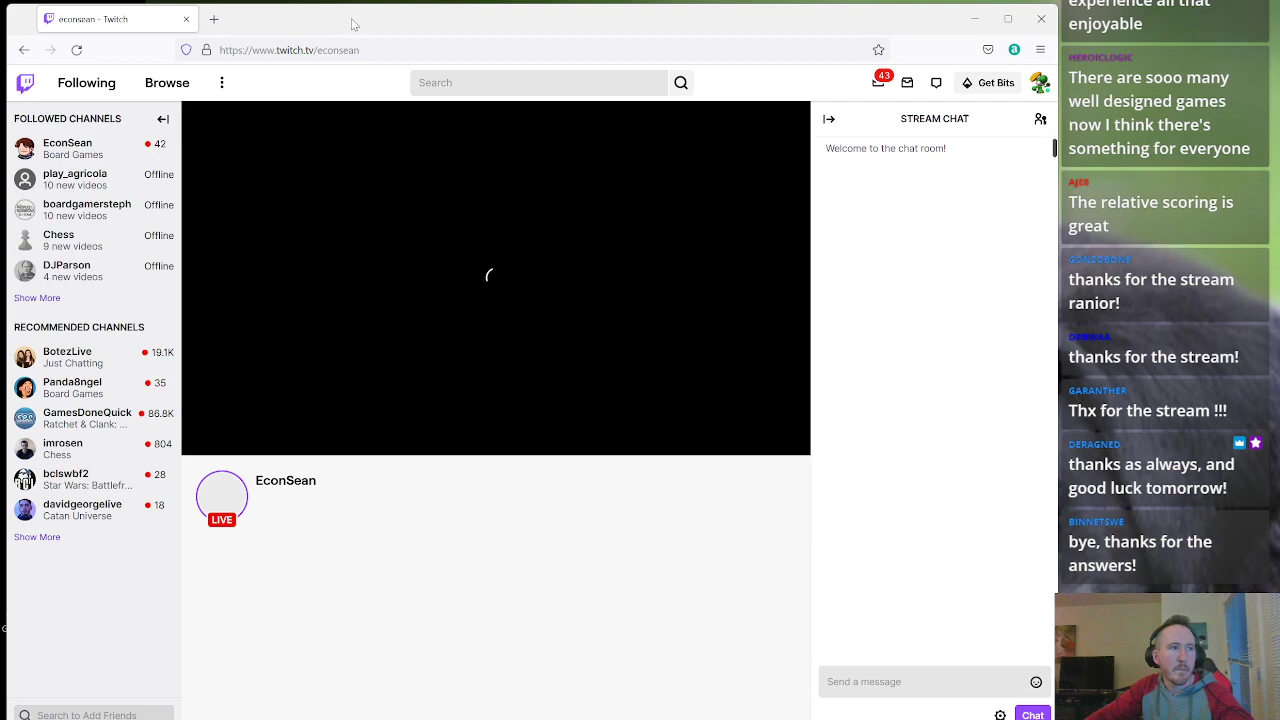 econsean - Twitch
https://www.twitch.tv/econsean
Following
Browse
Search
43
Get Bits
FOLLOWED CHANNELS
EconSean
42
Board Games
play_agricola
Offline
10 new videos
boardgamersteph
Offline
10 new videos
Chess
Offline
9 new videos
DJParson
Offline
4 new videos
Show More
RECOMMENDED CHANNELS
BotezLive
19.1K
Just Chatting
Panda8ngel
35
Board Games
GamesDoneQuick
86.8K
Ratchet & Clank: ...
imrosen
804
Chess
bclswbf2
28
Star Wars: Battlefr...
davidgeorgelive
18
Catan Universe
Show More
Search to Add Friends
EconSean
LIVE
STREAM CHAT
Welcome to the chat room!
Send a message
Chat
experience all that
enjoyable
HEROICLOGIC
There are sooo many
well designed games
now I think there's
something for everyone
AJE8
The relative scoring is
great
GONZOBONE
thanks for the stream
ranior!
thanks for the stream!
GARANTHER
Thx for the stream !!!
DERAGNED
thanks as always, and
good luck tomorrow!
BINNETSWE
bye, thanks for the
answers!